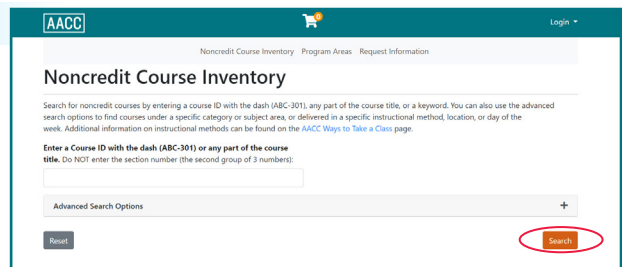 AACC
0
Login
Noncredit Course Inventory Program Areas Request Information
Noncredit Course Inventory
Search for noncredit courses by entering a course ID with the dash (ABC-301), any part of the course title, or a keyword. You can also use the advanced
search options to find courses under a specific category or subject area, or delivered in a specific instructional method, location, or day of the
week. Additional information on instructional methods can be found on the AACC Ways to Take a Class page.
Enter a Course ID with the dash (ABC-301) or any part of the course
title. Do NOT enter the section number (the second group of 3 numbers):
Advanced Search Options +
Reset Search